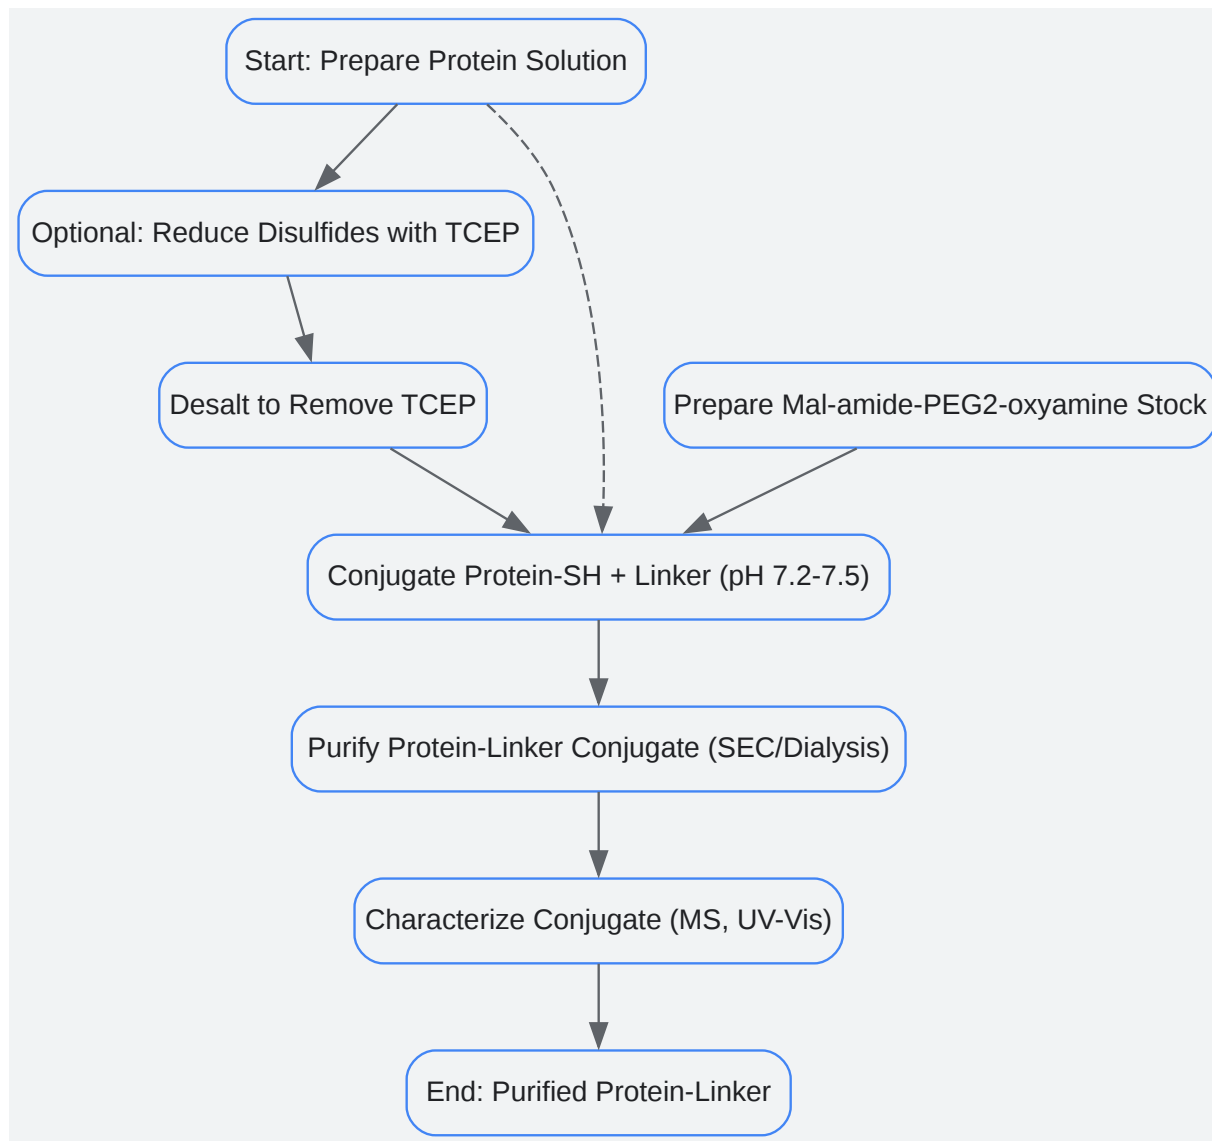 Start: Prepare Protein Solution
Optional: Reduce Disulfides with TCEP
Desalt to Remove TCEP
Prepare Mal-amide-PEG2-oxyamine Stock
Conjugate Protein-SH + Linker (pH 7.2-7.5)
Purify Protein-Linker Conjugate (SEC/Dialysis)
Characterize Conjugate (MS, UV-Vis)
End: Purified Protein-Linker